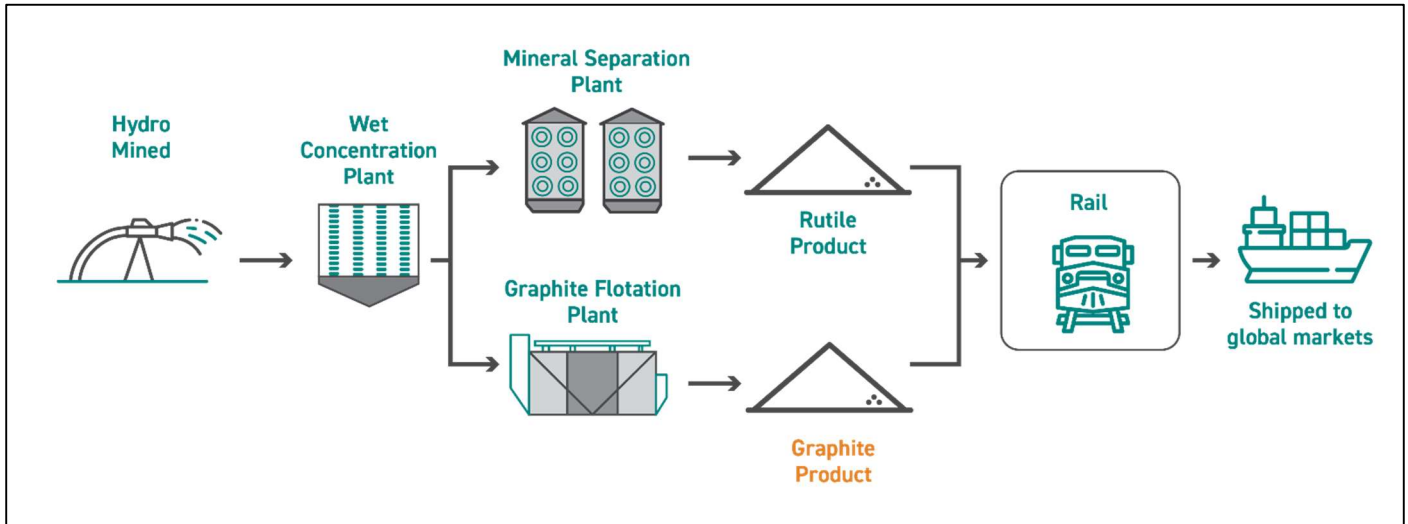 Hydro
Mined
Wet
Concentration
Plant
Mineral Separation
Plant
Rutile
Product
Graphite Flotation
Plant
Graphite
Product
Rail
Shipped to
global markets